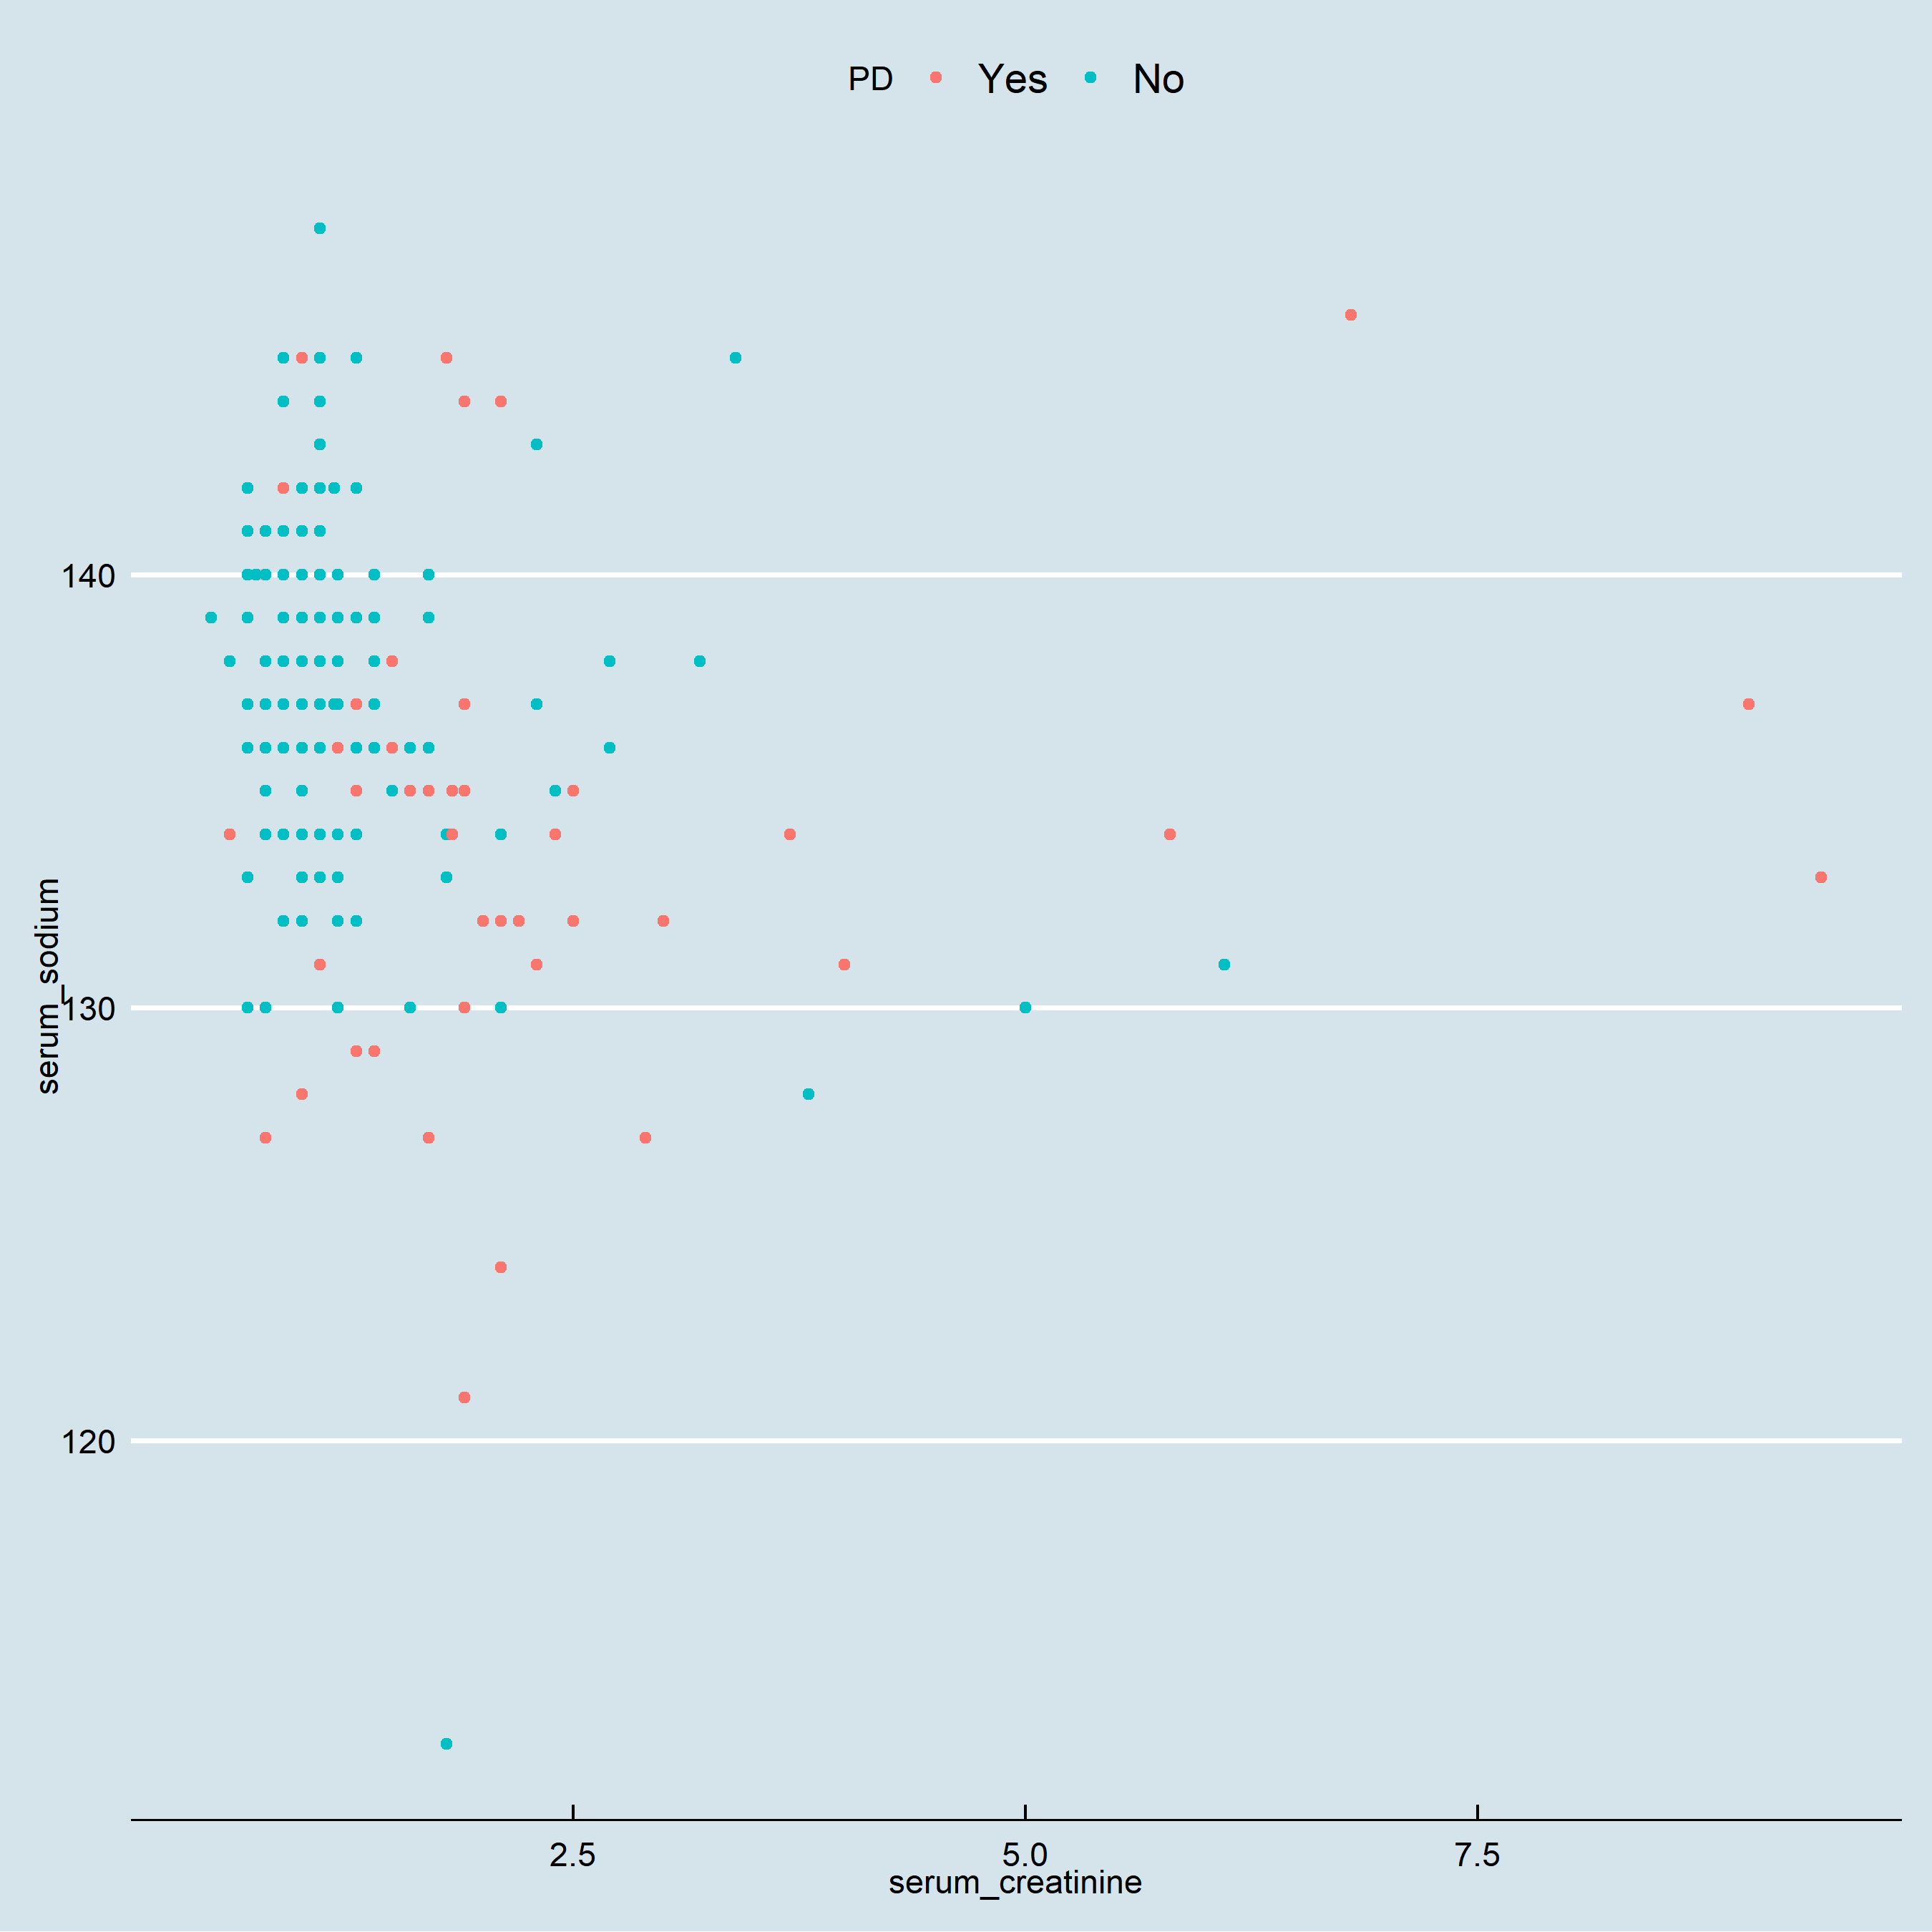 PD Yes No
140
130
120
serum_sodium
2.5 5.0 7.5
serum_creatinine